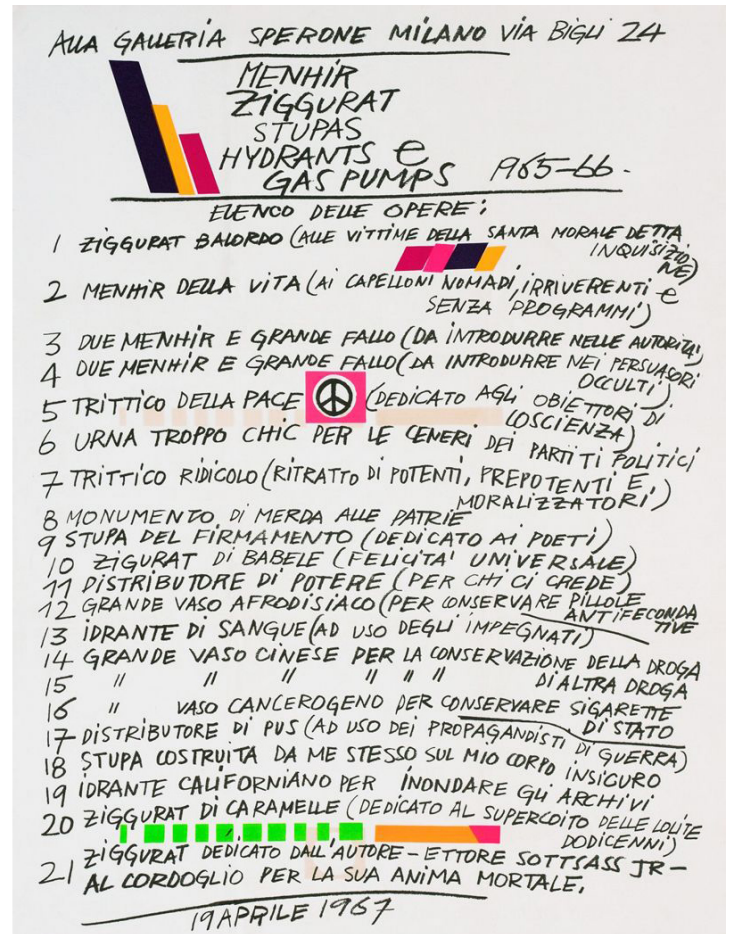 ALLA GALLERIA SPERONE MILANO VIA BIGLI 24
MENHIR
ZIGGURAT
STUPAS
HYDRANTS e
GAS PUMPS 1965-66.
ELENCO DELLE OPERE:
1 ZIGGURAT BALORDO (ALLE VITTIME DELLA SANTA MORALE DETTA
INQUISIZIO
NE)
2 MENHIR DELLA VITA (AI CAPELLONI NOMADI, IRRIVERENTI e
SENZA PROGRAMMI)
3 DUE MENHIR E GRANDE FALLO (DA INTRODURRE NELLE AUTORITA')
4 DUE MENHIR E GRANDE FALLO (DA INTRODURRE NEI PERSUASORI
OCCULTI)
5 TRITTICO DELLA PACE (DEDICATO AGLI OBIETTORI DI
COSCIENZA)
6 URNA TROPPO CHIC PER LE CENERI DEI PARTITI POLITICI
7 TRITTICO RIDICOLO (RITRATTO DI POTENTI, PREPOTENTI E,
MORALIZZATORI)
8 MONUMENTO DI MERDA ALLE PATRIE
9 STUPA DEL FIRMAMENTO (DEDICATO AI POETI)
10 ZIGURAT DI BABELE (FELICITA' UNIVERSALE)
11 DISTRIBUTORE DI POTERE (PER CHI CI CREDE)
12 GRANDE VASO AFRODISIACO (PER CONSERVARE PILLOLE
ANTIFECONDA
TIVE
13 IDRANTE DI SANGUE (AD USO DEGLI IMPEGNATI)
14 GRANDE VASO CINESE PER LA CONSERVAZIONE DELLA DROGA
15 " " " " " " DI ALTRA DROGA
16 " VASO CANCEROGENO PER CONSERVARE SIGARETTE
DI STATO
17 DISTRIBUTORE DI PUS (AD USO DEI PROPAGANDISTI DI GUERRA)
18 STUPA COSTRUITA DA ME STESSO SUL MIO CORPO INSICURO
19 IDRANTE CALIFORNIANO PER INONDARE GLI ARCHIVI
20 ZIGGURAT DI CARAMELLE (DEDICATO AL SUPERCOITO DELLE LOLITE
DODICENNI)
21 ZIGGURAT DEDICATO DALL'AUTORE - ETTORE SOTTSASS JR -
AL CORDOGLIO PER LA SUA ANIMA MORTALE.
19 APRILE 1967